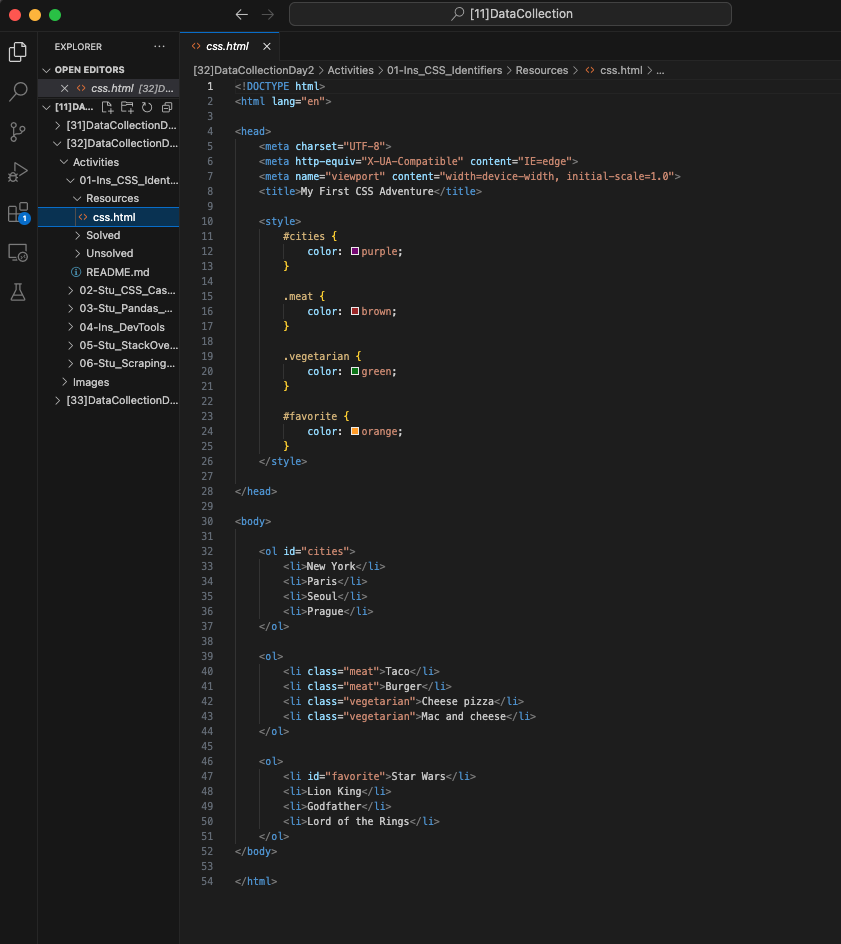 [11]DataCollection
EXPLORER
OPEN EDITORS
css.html [32]D...
[11]DA...
[31]DataCollectionD...
[32]DataCollectionD...
Activities
01-Ins_CSS_Ident...
Resources
css.html
Solved
Unsolved
README.md
02-Stu_CSS_Cas...
03-Stu_Pandas_...
04-Ins_DevTools
05-Stu_StackOve...
06-Stu_Scraping...
Images
[33]DataCollectionD...
1
css.html
[32]DataCollectionDay2 > Activities > 01-Ins_CSS_Identifiers > Resources > css.html > ...
1 <!DOCTYPE html>
2 <html lang="en">
3
4 <head>
5     <meta charset="UTF-8">
6     <meta http-equiv="X-UA-Compatible" content="IE=edge">
7     <meta name="viewport" content="width=device-width, initial-scale=1.0">
8     <title>My First CSS Adventure</title>
9
10     <style>
11         #cities {
12             color: purple;
13         }
14
15         .meat {
16             color: brown;
17         }
18
19         .vegetarian {
20             color: green;
21         }
22
23         #favorite {
24             color: orange;
25         }
26     </style>
27
28 </head>
29
30 <body>
31
32     <ol id="cities">
33         <li>New York</li>
34         <li>Paris</li>
35         <li>Seoul</li>
36         <li>Prague</li>
37     </ol>
38
39     <ol>
40         <li class="meat">Taco</li>
41         <li class="meat">Burger</li>
42         <li class="vegetarian">Cheese pizza</li>
43         <li class="vegetarian">Mac and cheese</li>
44     </ol>
45
46     <ol>
47         <li id="favorite">Star Wars</li>
48         <li>Lion King</li>
49         <li>Godfather</li>
50         <li>Lord of the Rings</li>
51     </ol>
52 </body>
53
54 </html>